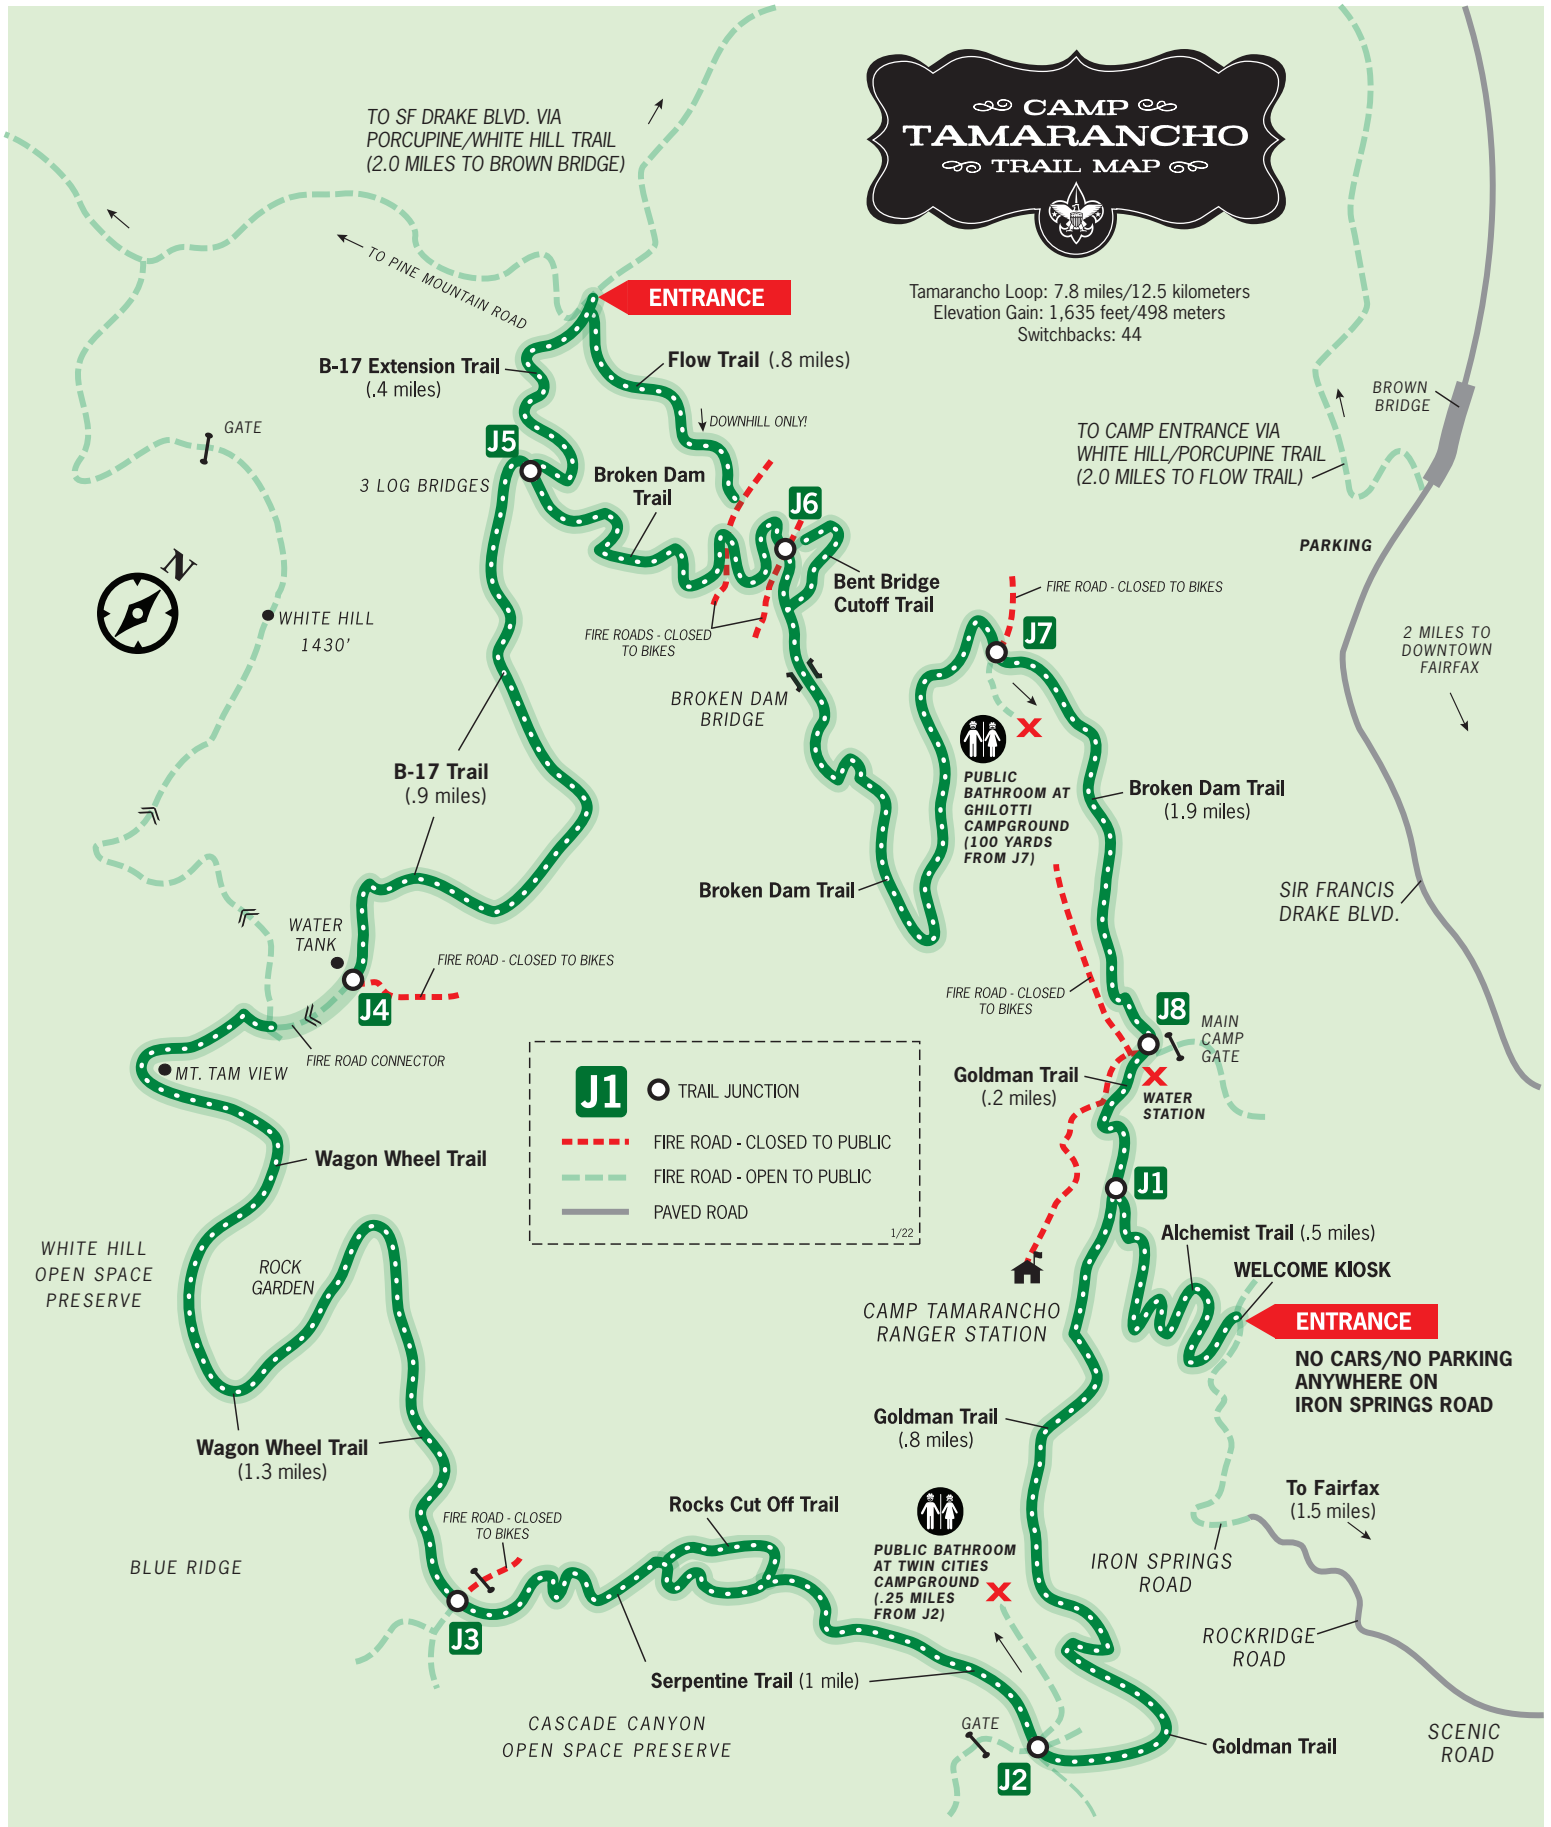 CAMP
TAMARANCHO
TRAIL MAP
Tamarancho Loop: 7.8 miles/12.5 kilometers
Elevation Gain: 1,635 feet/498 meters
Switchbacks: 44
TO SF DRAKE BLVD. VIA
PORCUPINE/WHITE HILL TRAIL
(2.0 MILES TO BROWN BRIDGE)
TO PINE MOUNTAIN ROAD
ENTRANCE
B-17 Extension Trail
(.4 miles)
Flow Trail (.8 miles)
DOWNHILL ONLY!
BROWN
BRIDGE
TO CAMP ENTRANCE VIA
WHITE HILL/PORCUPINE TRAIL
(2.0 MILES TO FLOW TRAIL)
PARKING
GATE
J5
3 LOG BRIDGES
Broken Dam
Trail
J6
Bent Bridge
Cutoff Trail
FIRE ROADS - CLOSED
TO BIKES
FIRE ROAD - CLOSED TO BIKES
J7
N
WHITE HILL
1430'
2 MILES TO
DOWNTOWN
FAIRFAX
BROKEN DAM
BRIDGE
PUBLIC
BATHROOM AT
GHILOTTI
CAMPGROUND
(100 YARDS
FROM J7)
B-17 Trail
(.9 miles)
Broken Dam Trail
(1.9 miles)
Broken Dam Trail
SIR FRANCIS
DRAKE BLVD.
WATER
TANK
FIRE ROAD - CLOSED TO BIKES
J4
FIRE ROAD CONNECTOR
MT. TAM VIEW
FIRE ROAD - CLOSED
TO BIKES
J8
MAIN
CAMP
GATE
Goldman Trail
(.2 miles)
WATER
STATION
J1
TRAIL JUNCTION
FIRE ROAD - CLOSED TO PUBLIC
FIRE ROAD - OPEN TO PUBLIC
PAVED ROAD
1/22
Wagon Wheel Trail
J1
Alchemist Trail (.5 miles)
WELCOME KIOSK
ENTRANCE
NO CARS/NO PARKING
ANYWHERE ON
IRON SPRINGS ROAD
WHITE HILL
OPEN SPACE
PRESERVE
ROCK
GARDEN
CAMP TAMARANCHO
RANGER STATION
Goldman Trail
(.8 miles)
Wagon Wheel Trail
(1.3 miles)
To Fairfax
(1.5 miles)
Rocks Cut Off Trail
FIRE ROAD - CLOSED
TO BIKES
PUBLIC BATHROOM
AT TWIN CITIES
CAMPGROUND
(.25 MILES
FROM J2)
IRON SPRINGS
ROAD
BLUE RIDGE
J3
ROCKRIDGE
ROAD
Serpentine Trail (1 mile)
CASCADE CANYON
OPEN SPACE PRESERVE
GATE
J2
Goldman Trail
SCENIC
ROAD